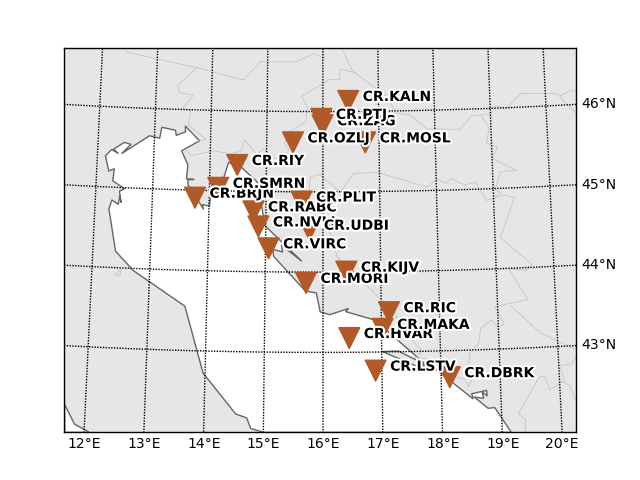 CR.KALN
46°N
CR.PTJ
CR.ZAG
CR.OZLJ
CR.MOSL
CR.RIY
CR.SMRN
45°N
CR.BRJN
CR.PLIT
CR.RABC
CR.UDBI
CR.VIRC
CR.KIJV
44°N
CR.MORI
CR.RIC
CR.MAKA
CR.HVAR
43°N
CR.LSTV
CR.DBRK
12°E 13°E 14°E 15°E 16°E 17°E 18°E 19°E 20°E